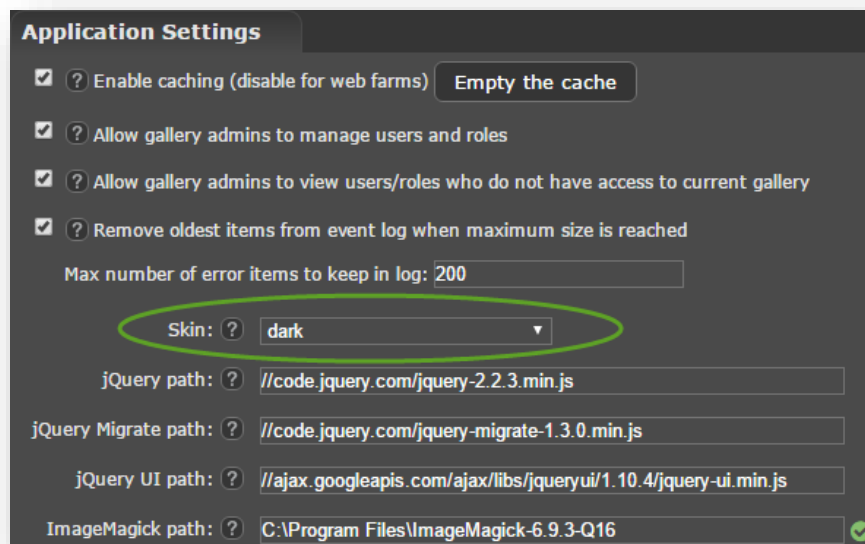 Application Settings
? Enable caching (disable for web farms) Empty the cache
? Allow gallery admins to manage users and roles
? Allow gallery admins to view users/roles who do not have access to current gallery
? Remove oldest items from event log when maximum size is reached
Max number of error items to keep in log: 200
Skin: ? dark
jQuery path: ? //code.jquery.com/jquery-2.2.3.min.js
jQuery Migrate path: ? //code.jquery.com/jquery-migrate-1.3.0.min.js
jQuery UI path: ? //ajax.googleapis.com/ajax/libs/jqueryui/1.10.4/jquery-ui.min.js
ImageMagick path: ? C:\Program Files\ImageMagick-6.9.3-Q16